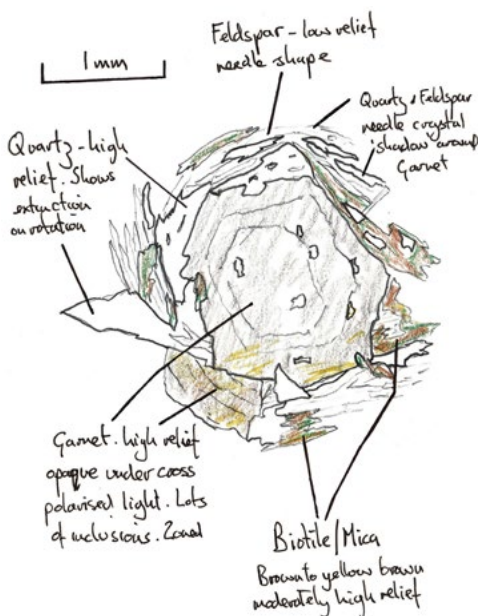 Feldspar - low relief
needle shape
1mm
Quartz & Feldspar
needle crystal
'shadow' around
Garnet
Quartz - high
relief. Shows
extinction
on rotation
Garnet. high relief
opaque under cross
polarised light. Lots
of inclusions. Zoned
Biotite/Mica
Brown to yellow brown
moderately high relief